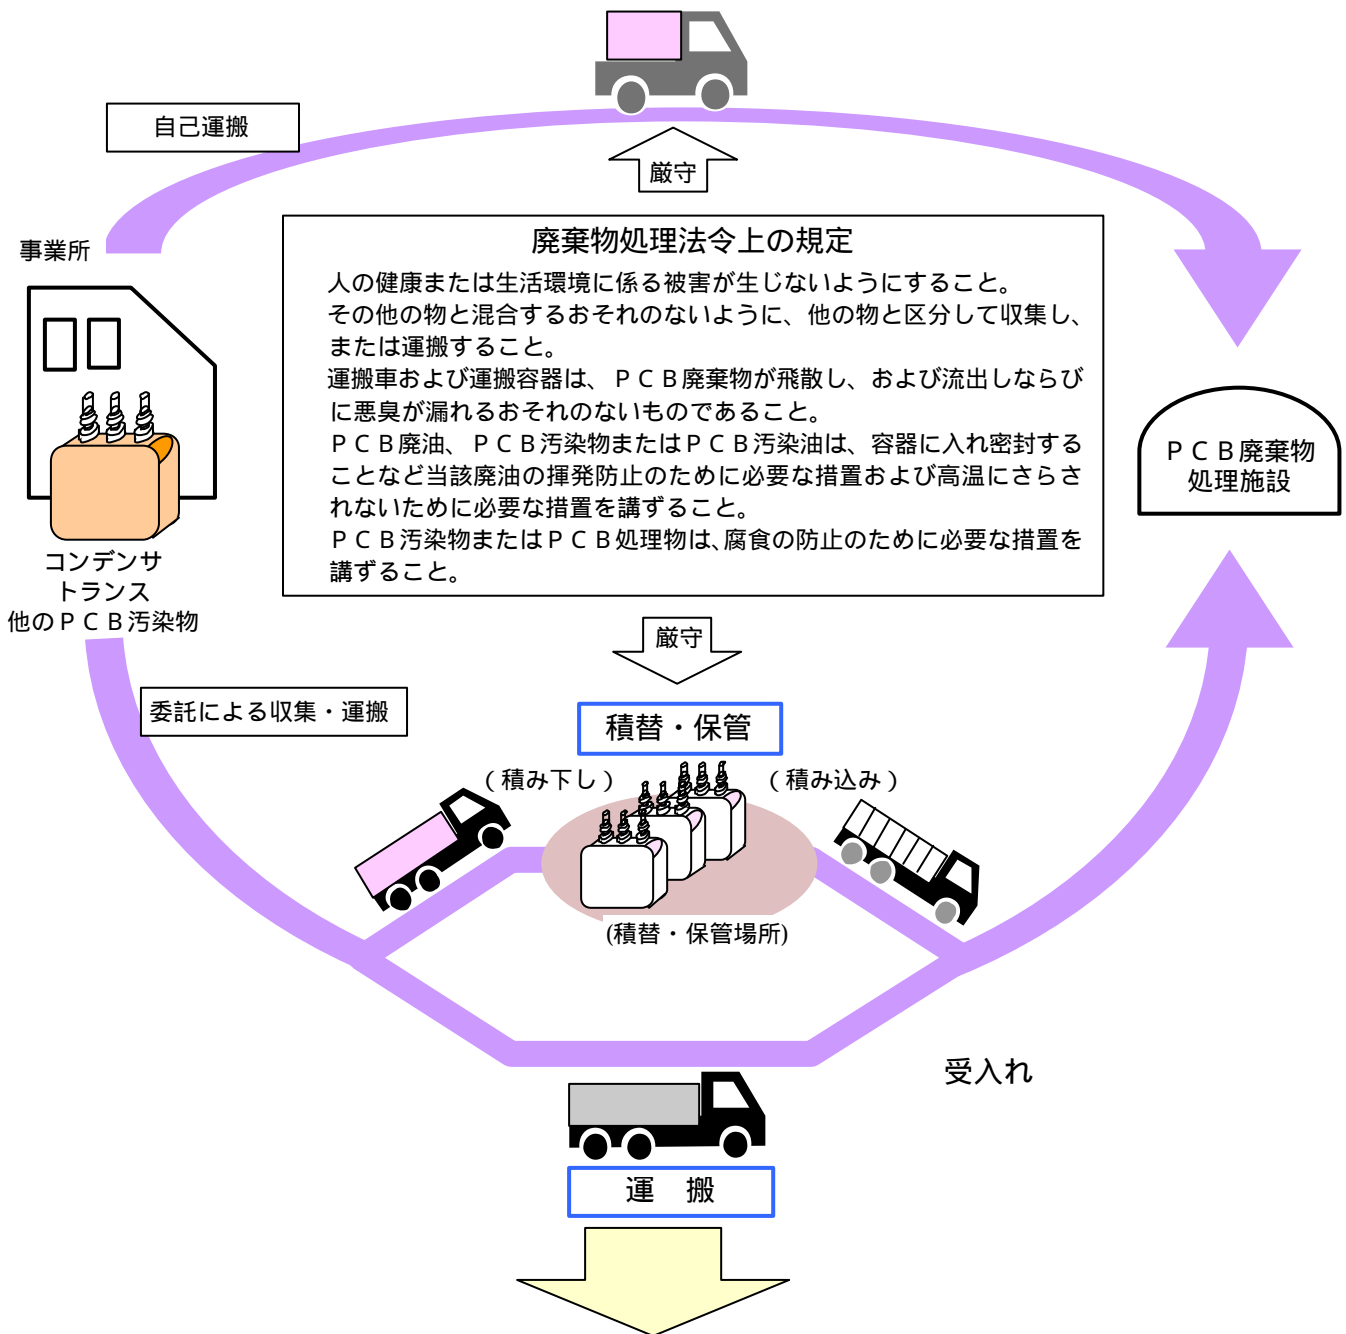 自己運搬
厳守
事業所
廃棄物処理法令上の規定
人の健康または生活環境に係る被害が生じないようにすること。
その他の物と混合するおそれのないように、他の物と区分して収集し、
または運搬すること。
運搬車および運搬容器は、ＰＣＢ廃棄物が飛散し、および流出しならび
に悪臭が漏れるおそれのないものであること。
ＰＣＢ廃油、ＰＣＢ汚染物またはＰＣＢ汚染油は、容器に入れ密封する
ことなど当該廃油の揮発防止のために必要な措置および高温にさらさ
れないために必要な措置を講ずること。
ＰＣＢ汚染物またはＰＣＢ処理物は、腐食の防止のために必要な措置を
講ずること。
ＰＣＢ廃棄物
処理施設
コンデンサ
トランス
他のＰＣＢ汚染物
厳守
委託による収集・運搬
積替・保管
（積み下し）
（積み込み）
(積替・保管場所)
受入れ
運　搬